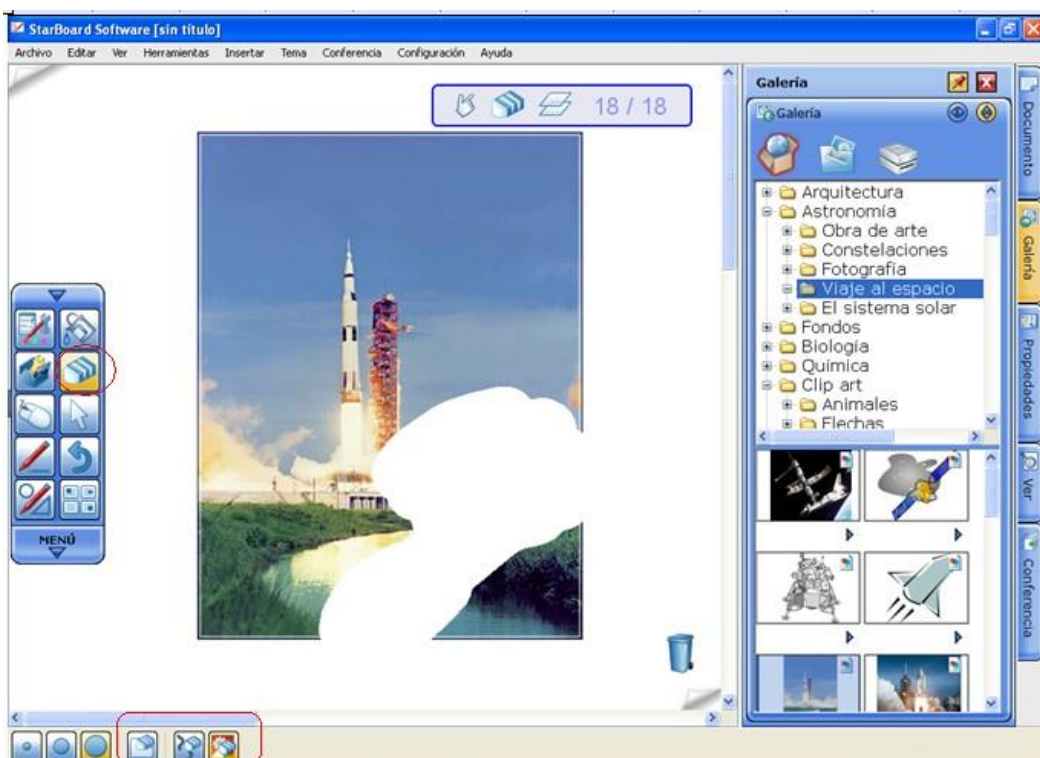 StarBoard Software [sin título]
Archivo Editar Ver Herramientas Insertar Tema Conferencia Configuración Ayuda
18 / 18
MENÚ
Galería
Galería
Arquitectura
Astronomía
Obra de arte
Constelaciones
Fotografía
Viaje al espacio
El sistema solar
Fondos
Biología
Química
Clip art
Animales
Flechas
Documento
Galería
Propiedades
Ver
Conferencia